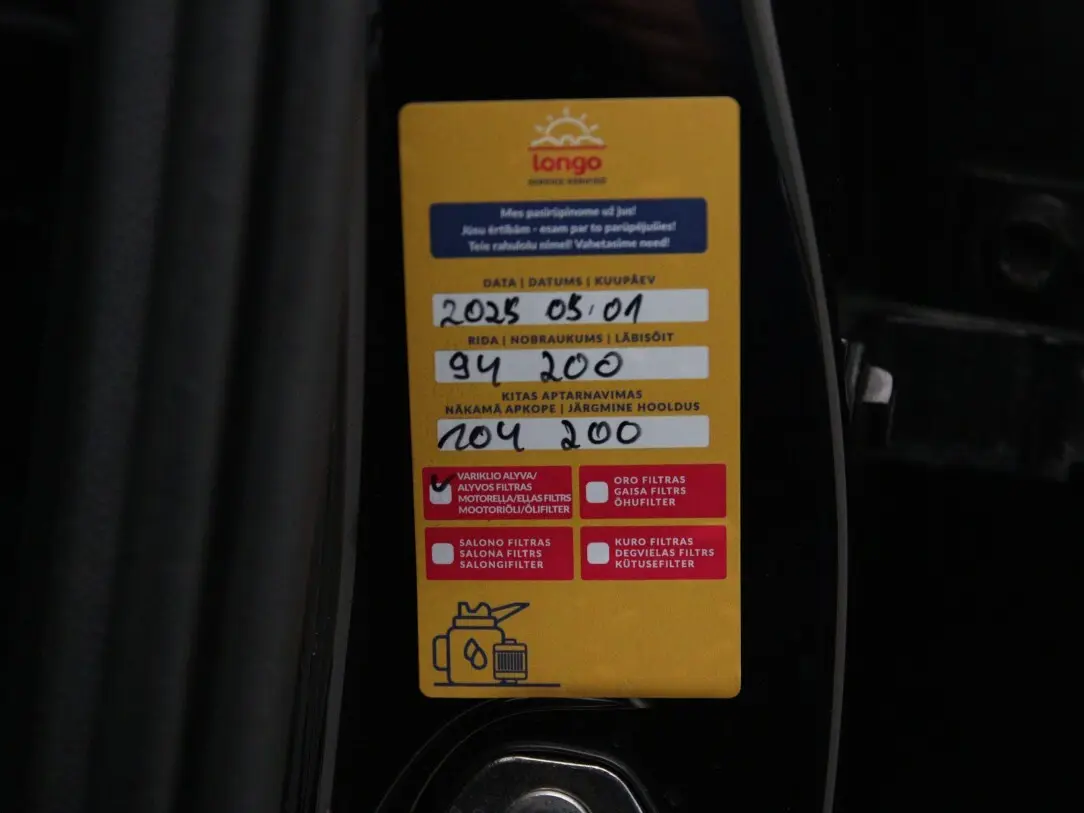 longo
Mes pasirūpinome už Jus!
Jūsu ērtībām - esam par to parūpējušies!
Teie rahulolu nimel! Vahetasime need!
DATA | DATUMS | KUUPÄEV
2025 05.01
RIDA | NOBRAUKUMS | LÄBISÕIT
94 200
KITAS APTARNAVIMAS
NĀKAMĀ APKOPE | JÄRGMINE HOOLDUS
104 200
VARIKLIO ALYVA/
ALYVOS FILTRAS
MOTOREĻĻA/EĻĻAS FILTRS
MOOTORIÕLI/ÕLIFILTER
ORO FILTRAS
GAISA FILTRS
ÕHUFILTER
SALONO FILTRAS
SALONA FILTRS
SALONGIFILTER
KURO FILTRAS
DEGVIELAS FILTRS
KÜTUSEFILTER